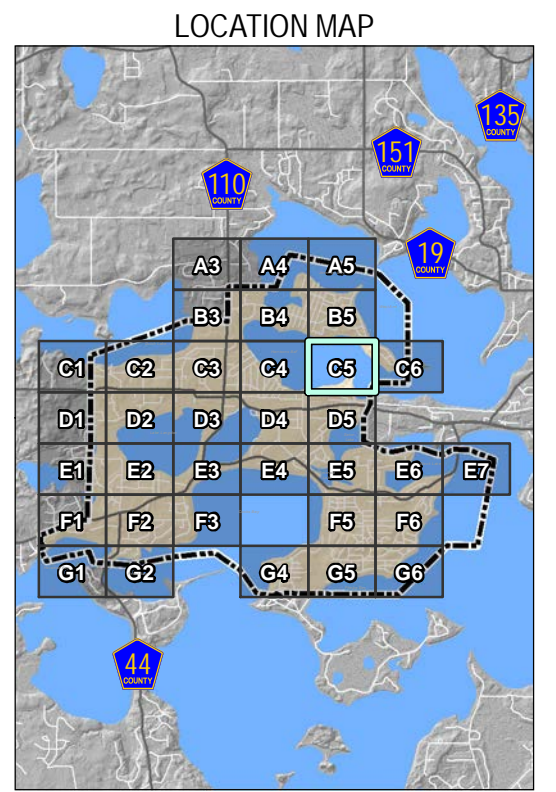 LOCATION MAP
135
COUNTY
151
COUNTY
110
COUNTY
19
COUNTY
A3 A4 A5
B3 B4 B5
C1 C2 C3 C4 C5 C6
D1 D2 D3 D4 D5
E1 E2 E3 E4 E5 E6 E7
F1 F2 F3 F5 F6
G1 G2 G4 G5 G6
44
COUNTY